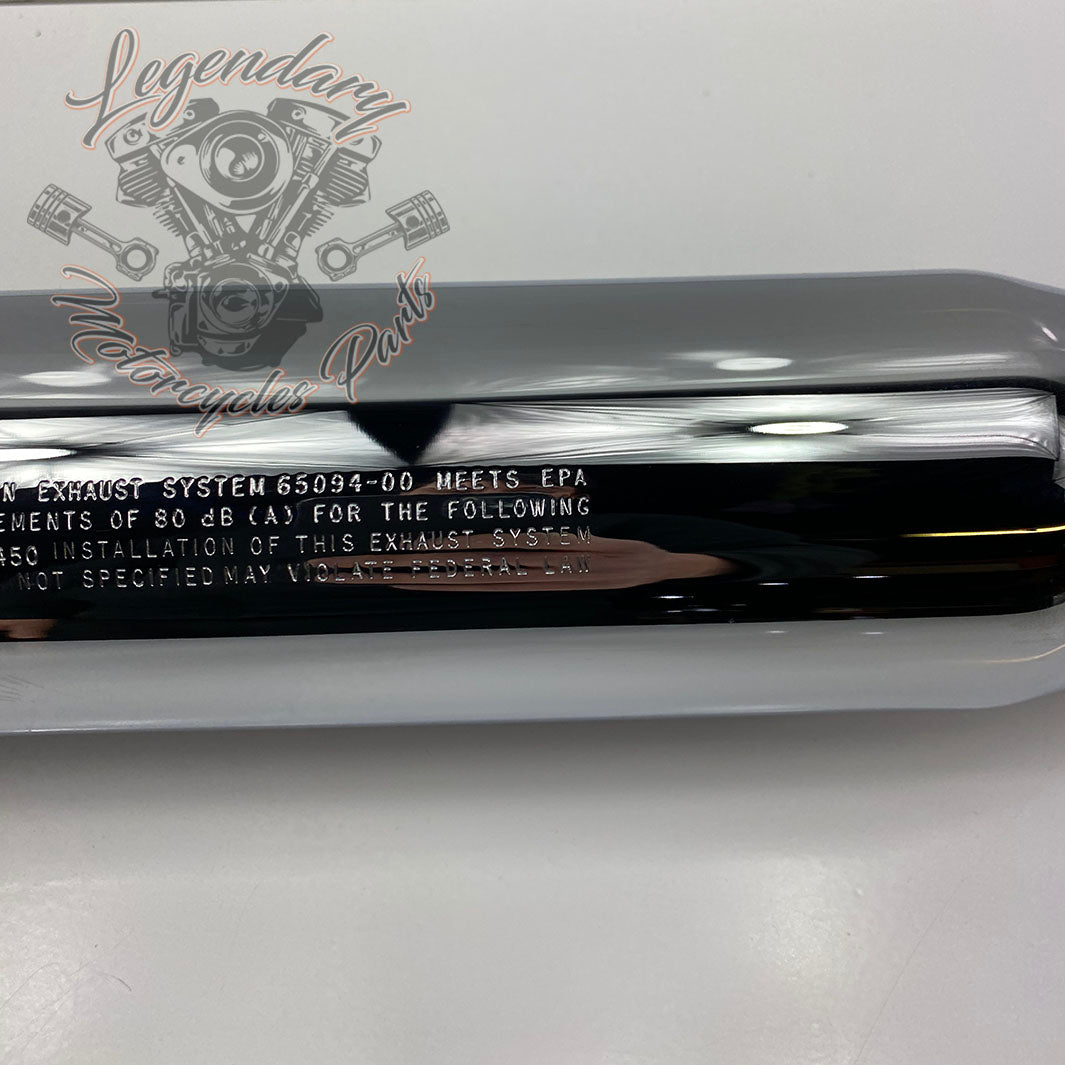 Legendary
Motorcycles Parts
N EXHAUST SYSTEM 65094-00 MEETS EPA
EMENTS OF 80 dB (A) FOR THE FOLLOWING
450 INSTALLATION OF THIS EXHAUST SYSTEM
NOT SPECIFIED MAY VIOLATE FEDERAL LAW